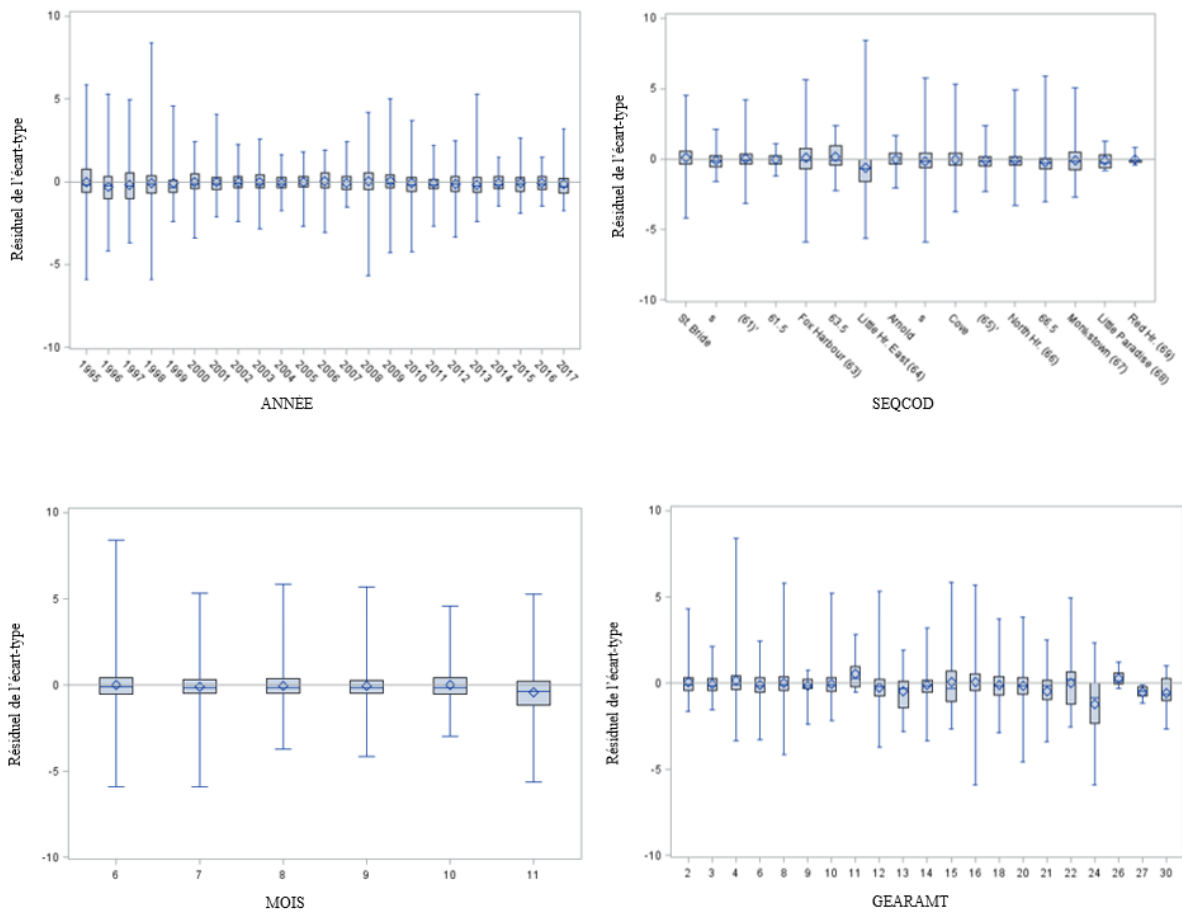 Résiduel de l'écart-type
10
5
0
-5
-10
1995 1996 1997 1998 1999 2000 2001 2002 2003 2004 2005 2006 2007 2008 2009 2010 2011 2012 2013 2014 2015 2016 2017
ANNÉE
Résiduel de l'écart-type
10
5
0
-5
-10
St. Bride s (61)' 61.5 Fox Harbour (63) 63.5 Little Hr. East (64) Arnold s Cove (65)' North Hr. (66) 66.5 Monkstown (67) Little Paradise (68) Red Hr. (69)
SEQCOD
Résiduel de l'écart-type
10
5
0
-5
-10
6 7 8 9 10 11
MOIS
Résiduel de l'écart-type
10
5
0
-5
-10
2 3 4 6 8 9 10 11 12 13 14 15 16 18 20 21 22 24 26 27 30
GEARAMT